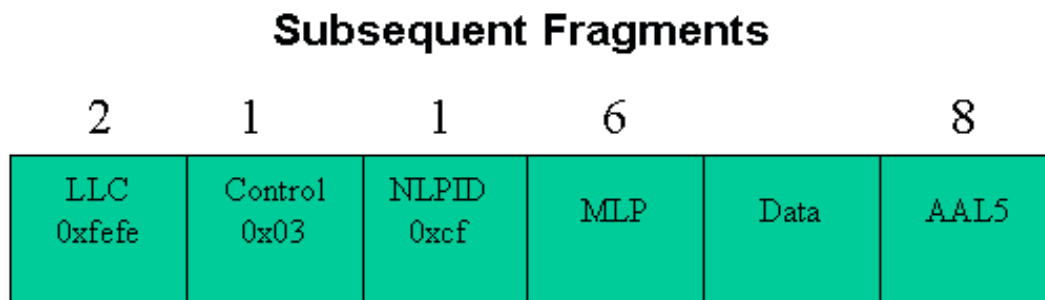 Subsequent Fragments
2 1 1 6 8
LLC Control NLPID MLP Data AAL5
0xfefe 0x03 0xcf